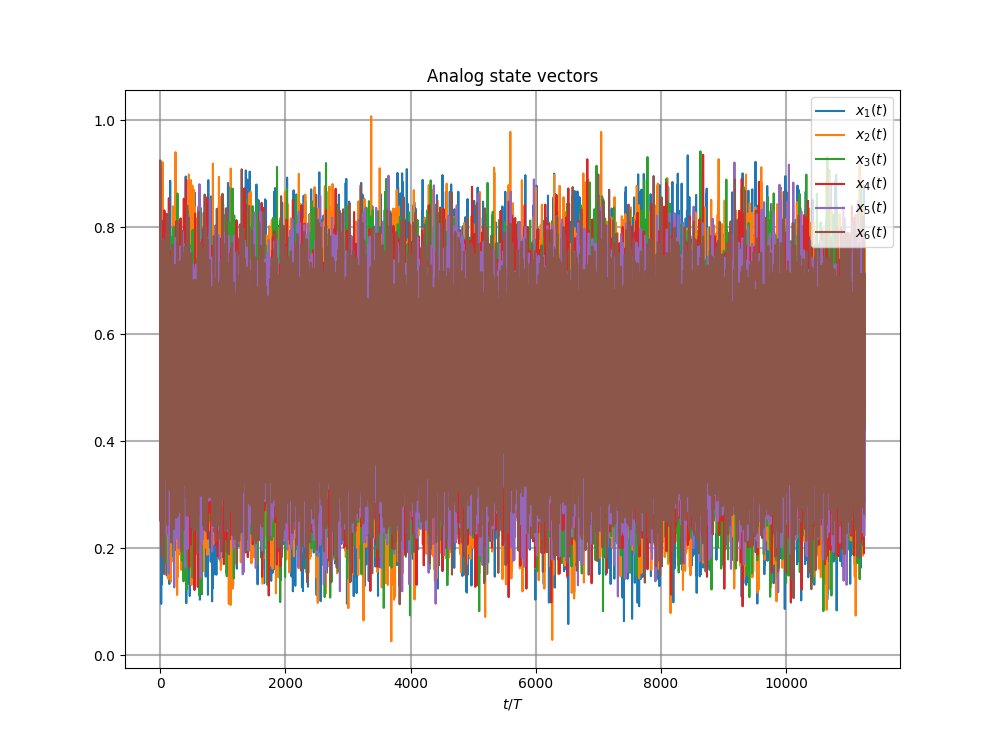 Analog state vectors
1.0
0.8
0.6
0.4
0.2
0.0
x₁(t)
x₂(t)
x₃(t)
x₄(t)
x₅(t)
x₆(t)
0 2000 4000 6000 8000 10000
t/T